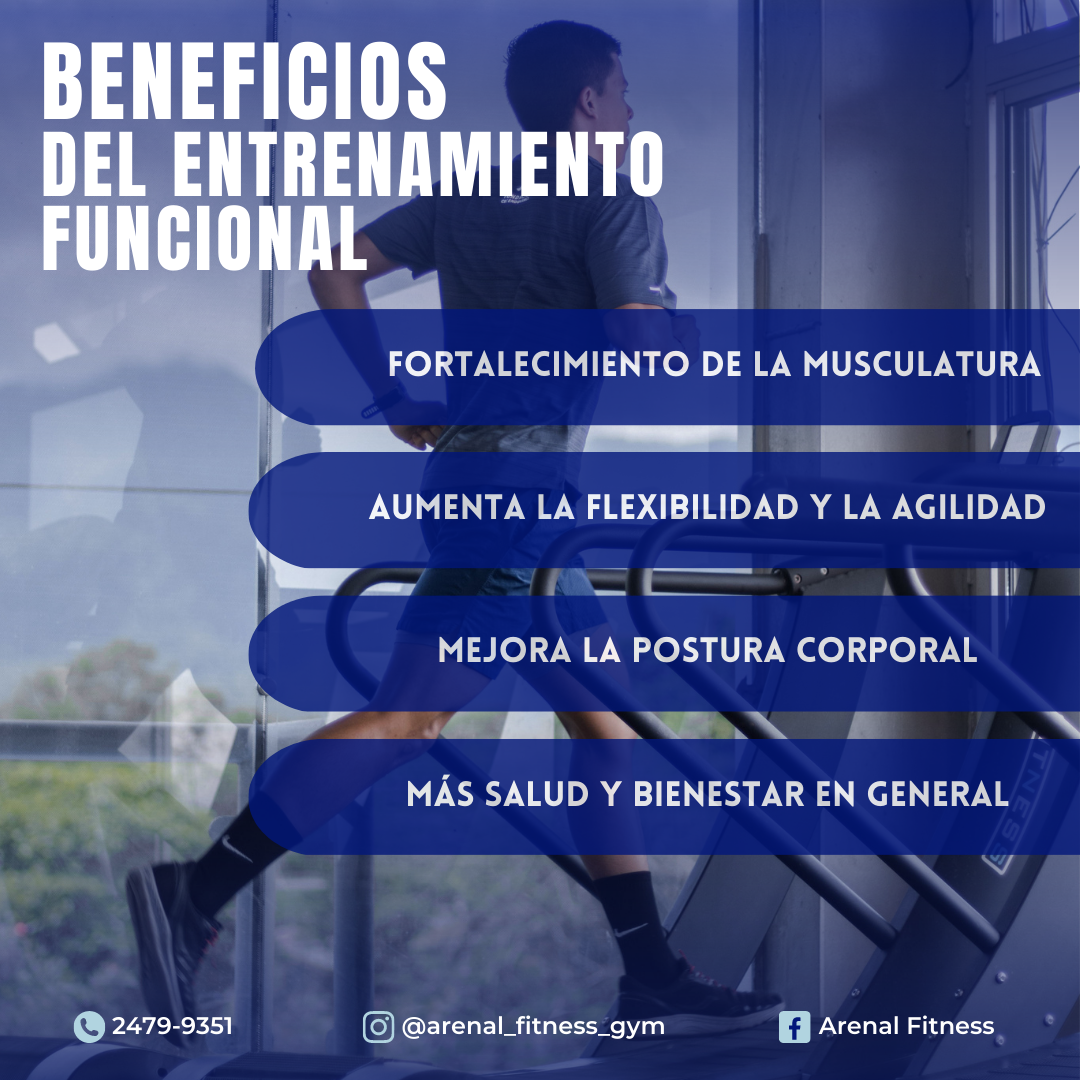 BENEFICIOS
DEL ENTRENAMIENTO
FUNCIONAL
FORTALECIMIENTO DE LA MUSCULATURA
AUMENTA LA FLEXIBILIDAD Y LA AGILIDAD
MEJORA LA POSTURA CORPORAL
MÁS SALUD Y BIENESTAR EN GENERAL
2479-9351
@arenal_fitness_gym
Arenal Fitness